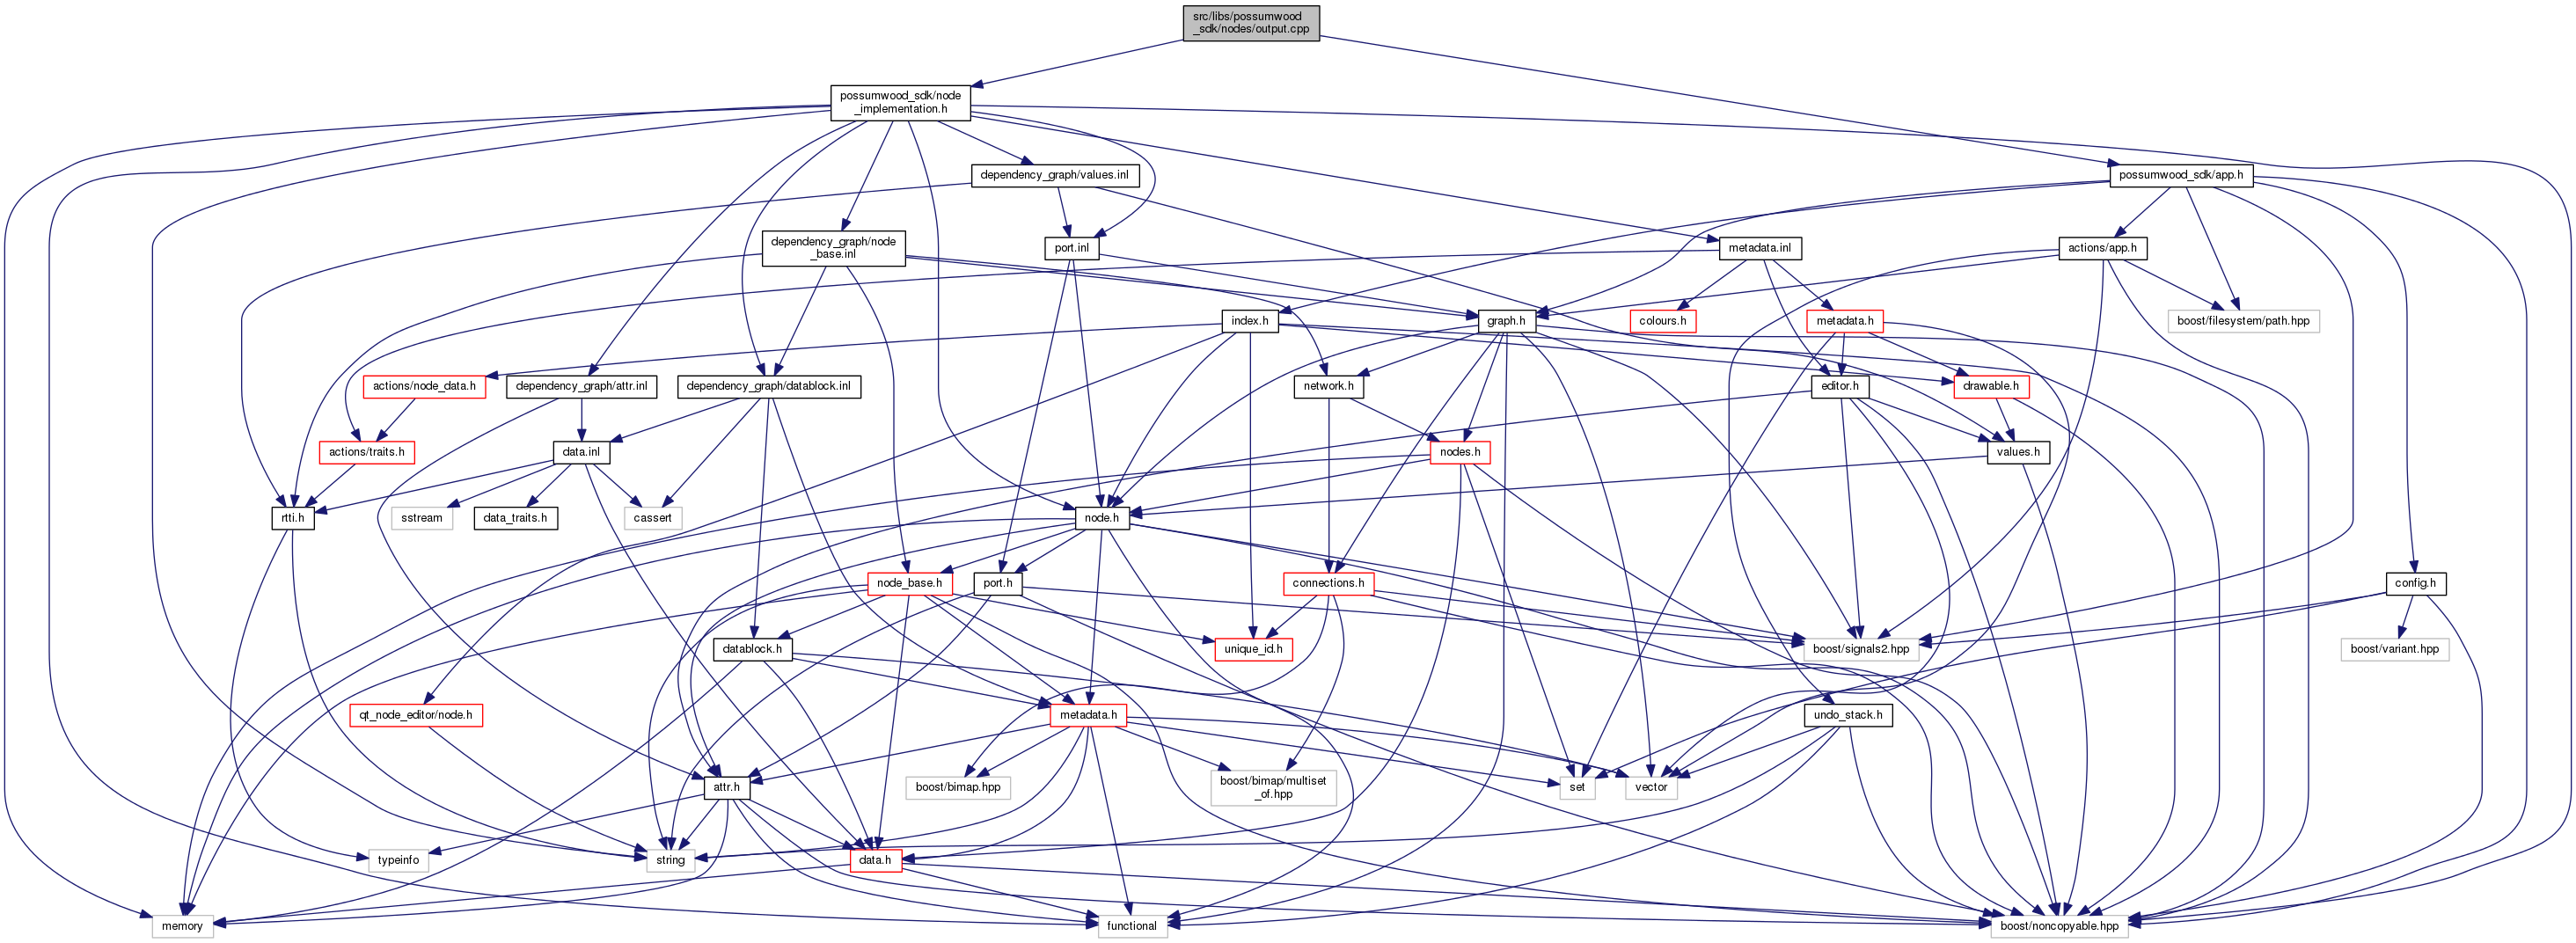 src/libs/possumwood
_sdk/nodes/output.cpp
possumwood_sdk/node
_implementation.h
dependency_graph/values.inl
possumwood_sdk/app.h
dependency_graph/node
_base.inl
port.inl
metadata.inl
actions/app.h
index.h
graph.h
colours.h
metadata.h
boost/filesystem/path.hpp
actions/node_data.h
dependency_graph/attr.inl
dependency_graph/datablock.inl
network.h
editor.h
drawable.h
actions/traits.h
data.inl
nodes.h
values.h
rtti.h
sstream
data_traits.h
cassert
node.h
node_base.h
port.h
connections.h
config.h
datablock.h
unique_id.h
boost/signals2.hpp
boost/variant.hpp
qt_node_editor/node.h
metadata.h
undo_stack.h
attr.h
boost/bimap.hpp
boost/bimap/multiset
_of.hpp
set
vector
typeinfo
string
data.h
memory
functional
boost/noncopyable.hpp